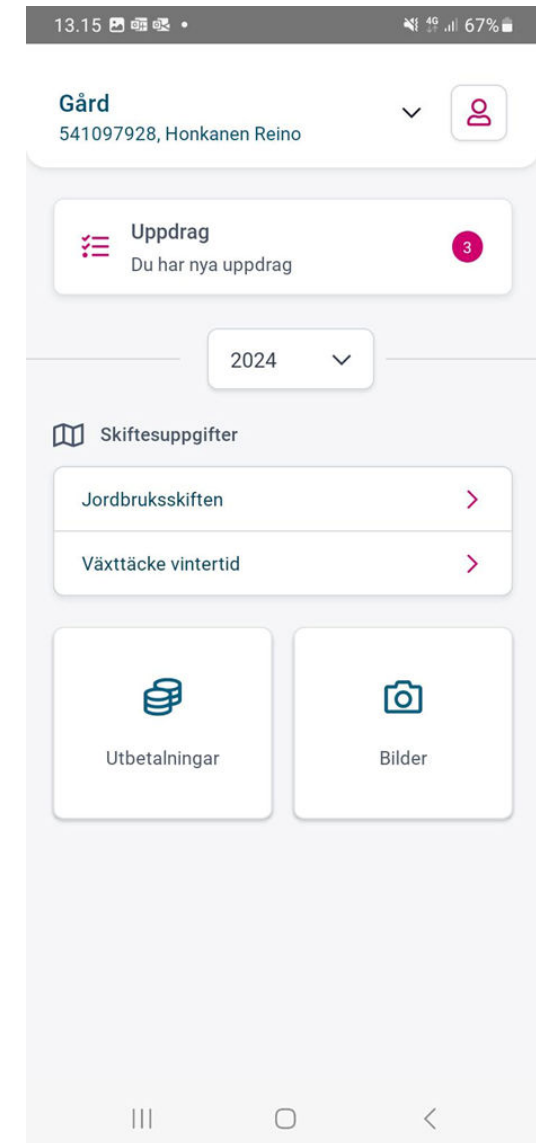 13.15
4G
67%
Gård
541097928, Honkanen Reino
Uppdrag
Du har nya uppdrag
3
2024
Skiftesuppgifter
Jordbruksskiften
Växttäcke vintertid
Utbetalningar
Bilder